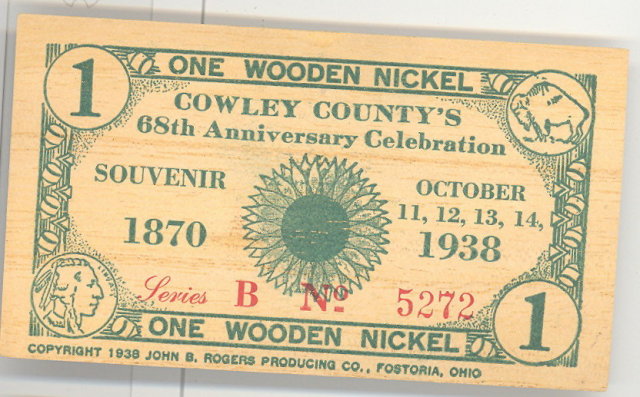 1 ONE WOODEN NICKEL
COWLEY COUNTY'S
68th Anniversary Celebration
SOUVENIR
1870
OCTOBER
11, 12, 13, 14,
1938
Series B No. 5272
ONE WOODEN NICKEL 1
COPYRIGHT 1938 JOHN B. ROGERS PRODUCING CO., FOSTORIA, OHIO